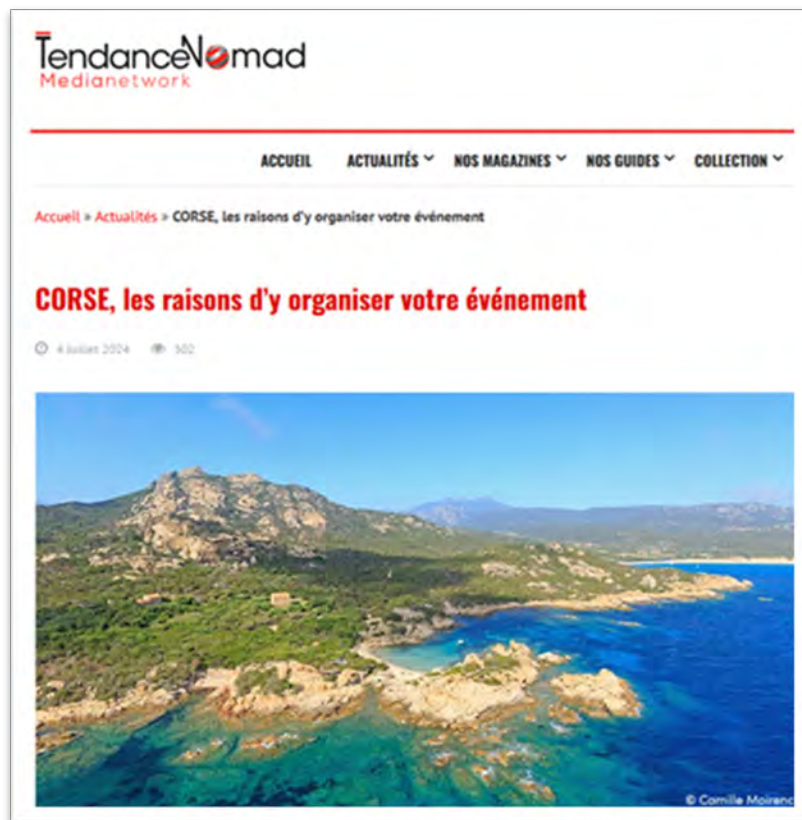 TendanceNomad
Medianetwork
ACCUEIL ACTUALITÉS NOS MAGAZINES NOS GUIDES COLLECTION
Accueil » Actualités » CORSE, les raisons d'y organiser votre événement
CORSE, les raisons d'y organiser votre événement
4 Juillet 2024 502
© Camille Moirenc